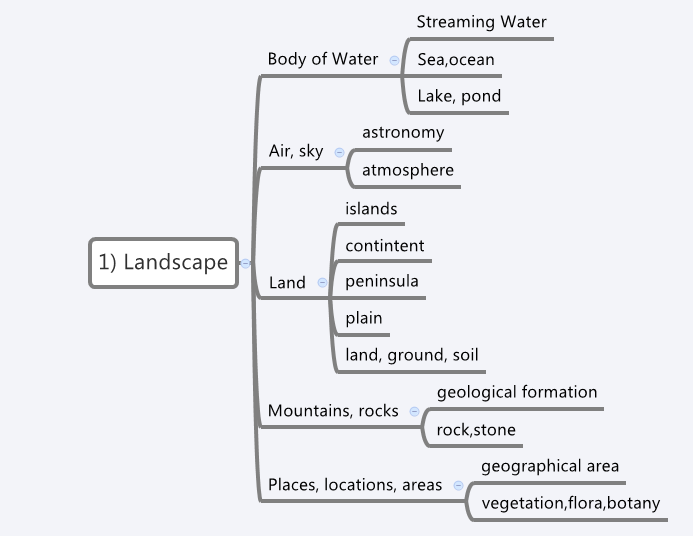 1) Landscape
Body of Water
Streaming Water
Sea,ocean
Lake, pond
Air, sky
astronomy
atmosphere
Land
islands
contintent
peninsula
plain
land, ground, soil
Mountains, rocks
geological formation
rock,stone
Places, locations, areas
geographical area
vegetation,flora,botany